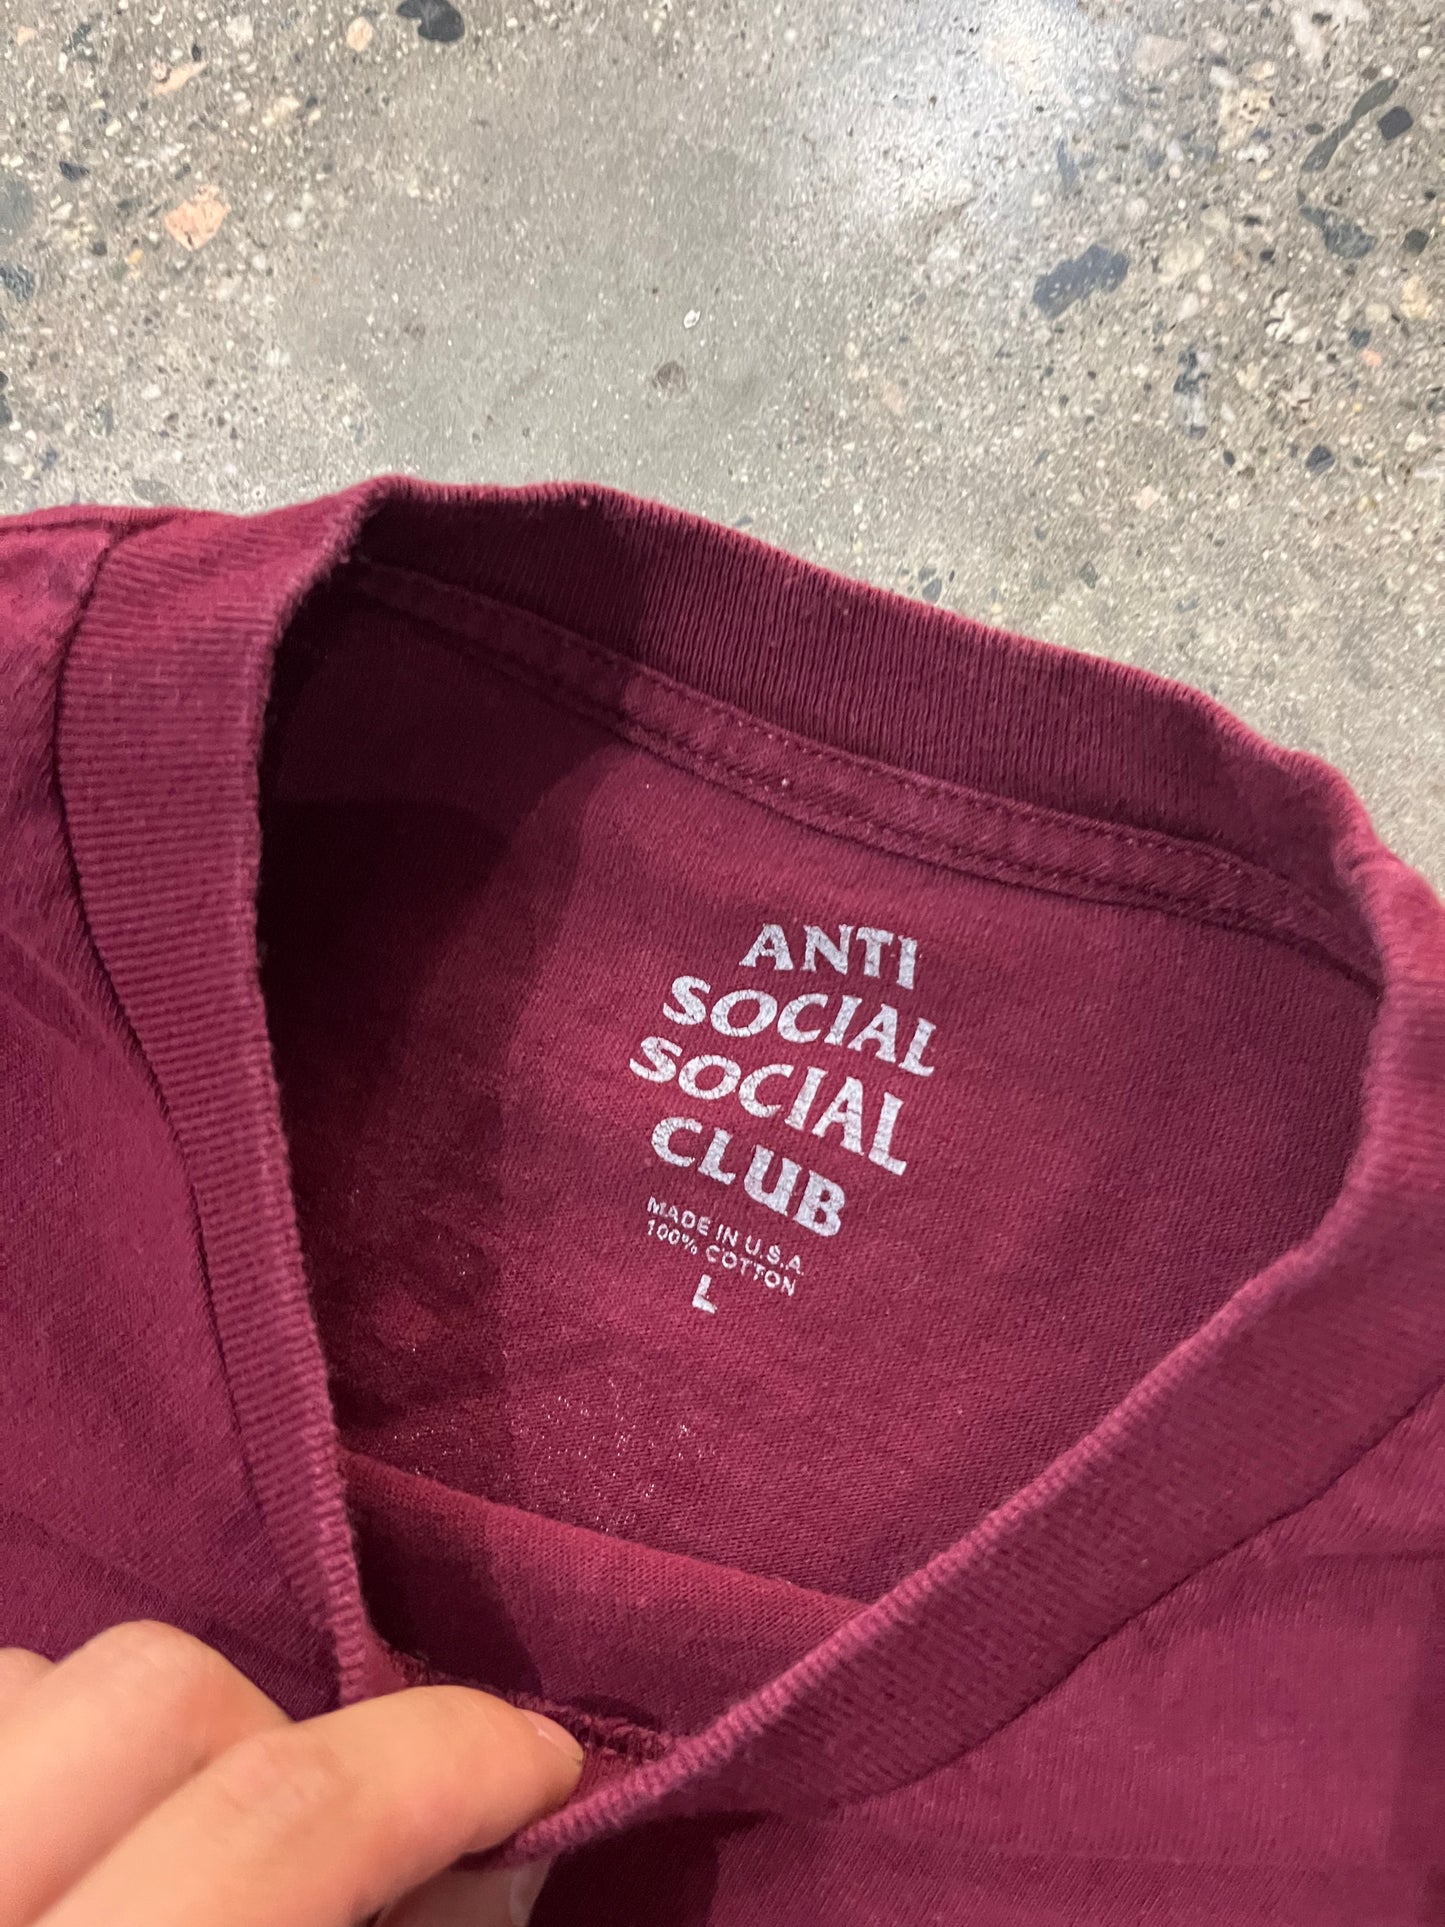 ANTI
SOCIAL
SOCIAL
CLUB
MADE IN U.S.A.
100% COTTON
L